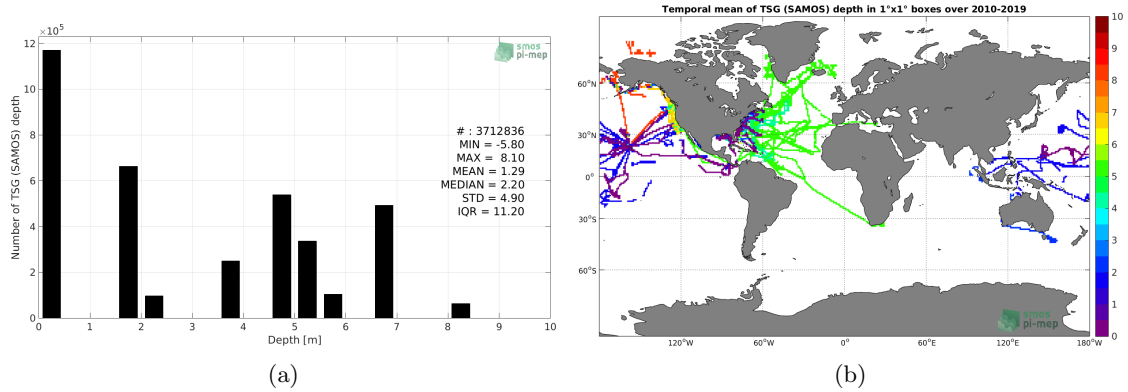 ×10⁵
12
10
8
6
4
2
0
Number of TSG (SAMOS) depth
smos
pi-mep
# : 3712836
MIN = -5.80
MAX = 8.10
MEAN = 1.29
MEDIAN = 2.20
STD = 4.90
IQR = 11.20
0 1 2 3 4 5 6 7 8 9 10
Depth [m]
(a)
Temporal mean of TSG (SAMOS) depth in 1°x1° boxes over 2010-2019
60°N
30°N
15°N
0°
30°S
60°S
120°W 60°W 0° 60°E 120°E 180°W
smos
pi-mep
10
9
8
7
6
5
4
3
2
1
0
(b)